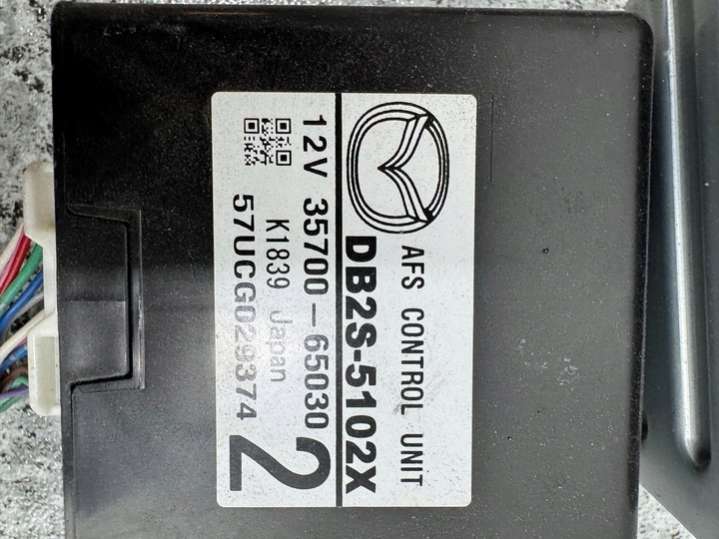 AFS CONTROL UNIT
DB2S-5102X
12V 35700-65030
K1839 Japan
57UCG029374
2